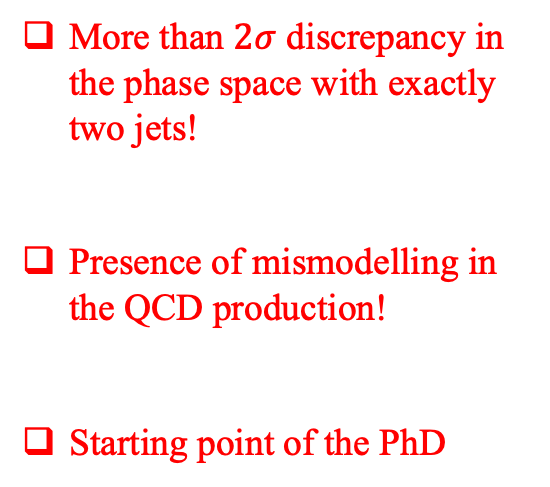 ❑ More than 2σ discrepancy in
the phase space with exactly
two jets!
❑ Presence of mismodelling in
the QCD production!
❑ Starting point of the PhD